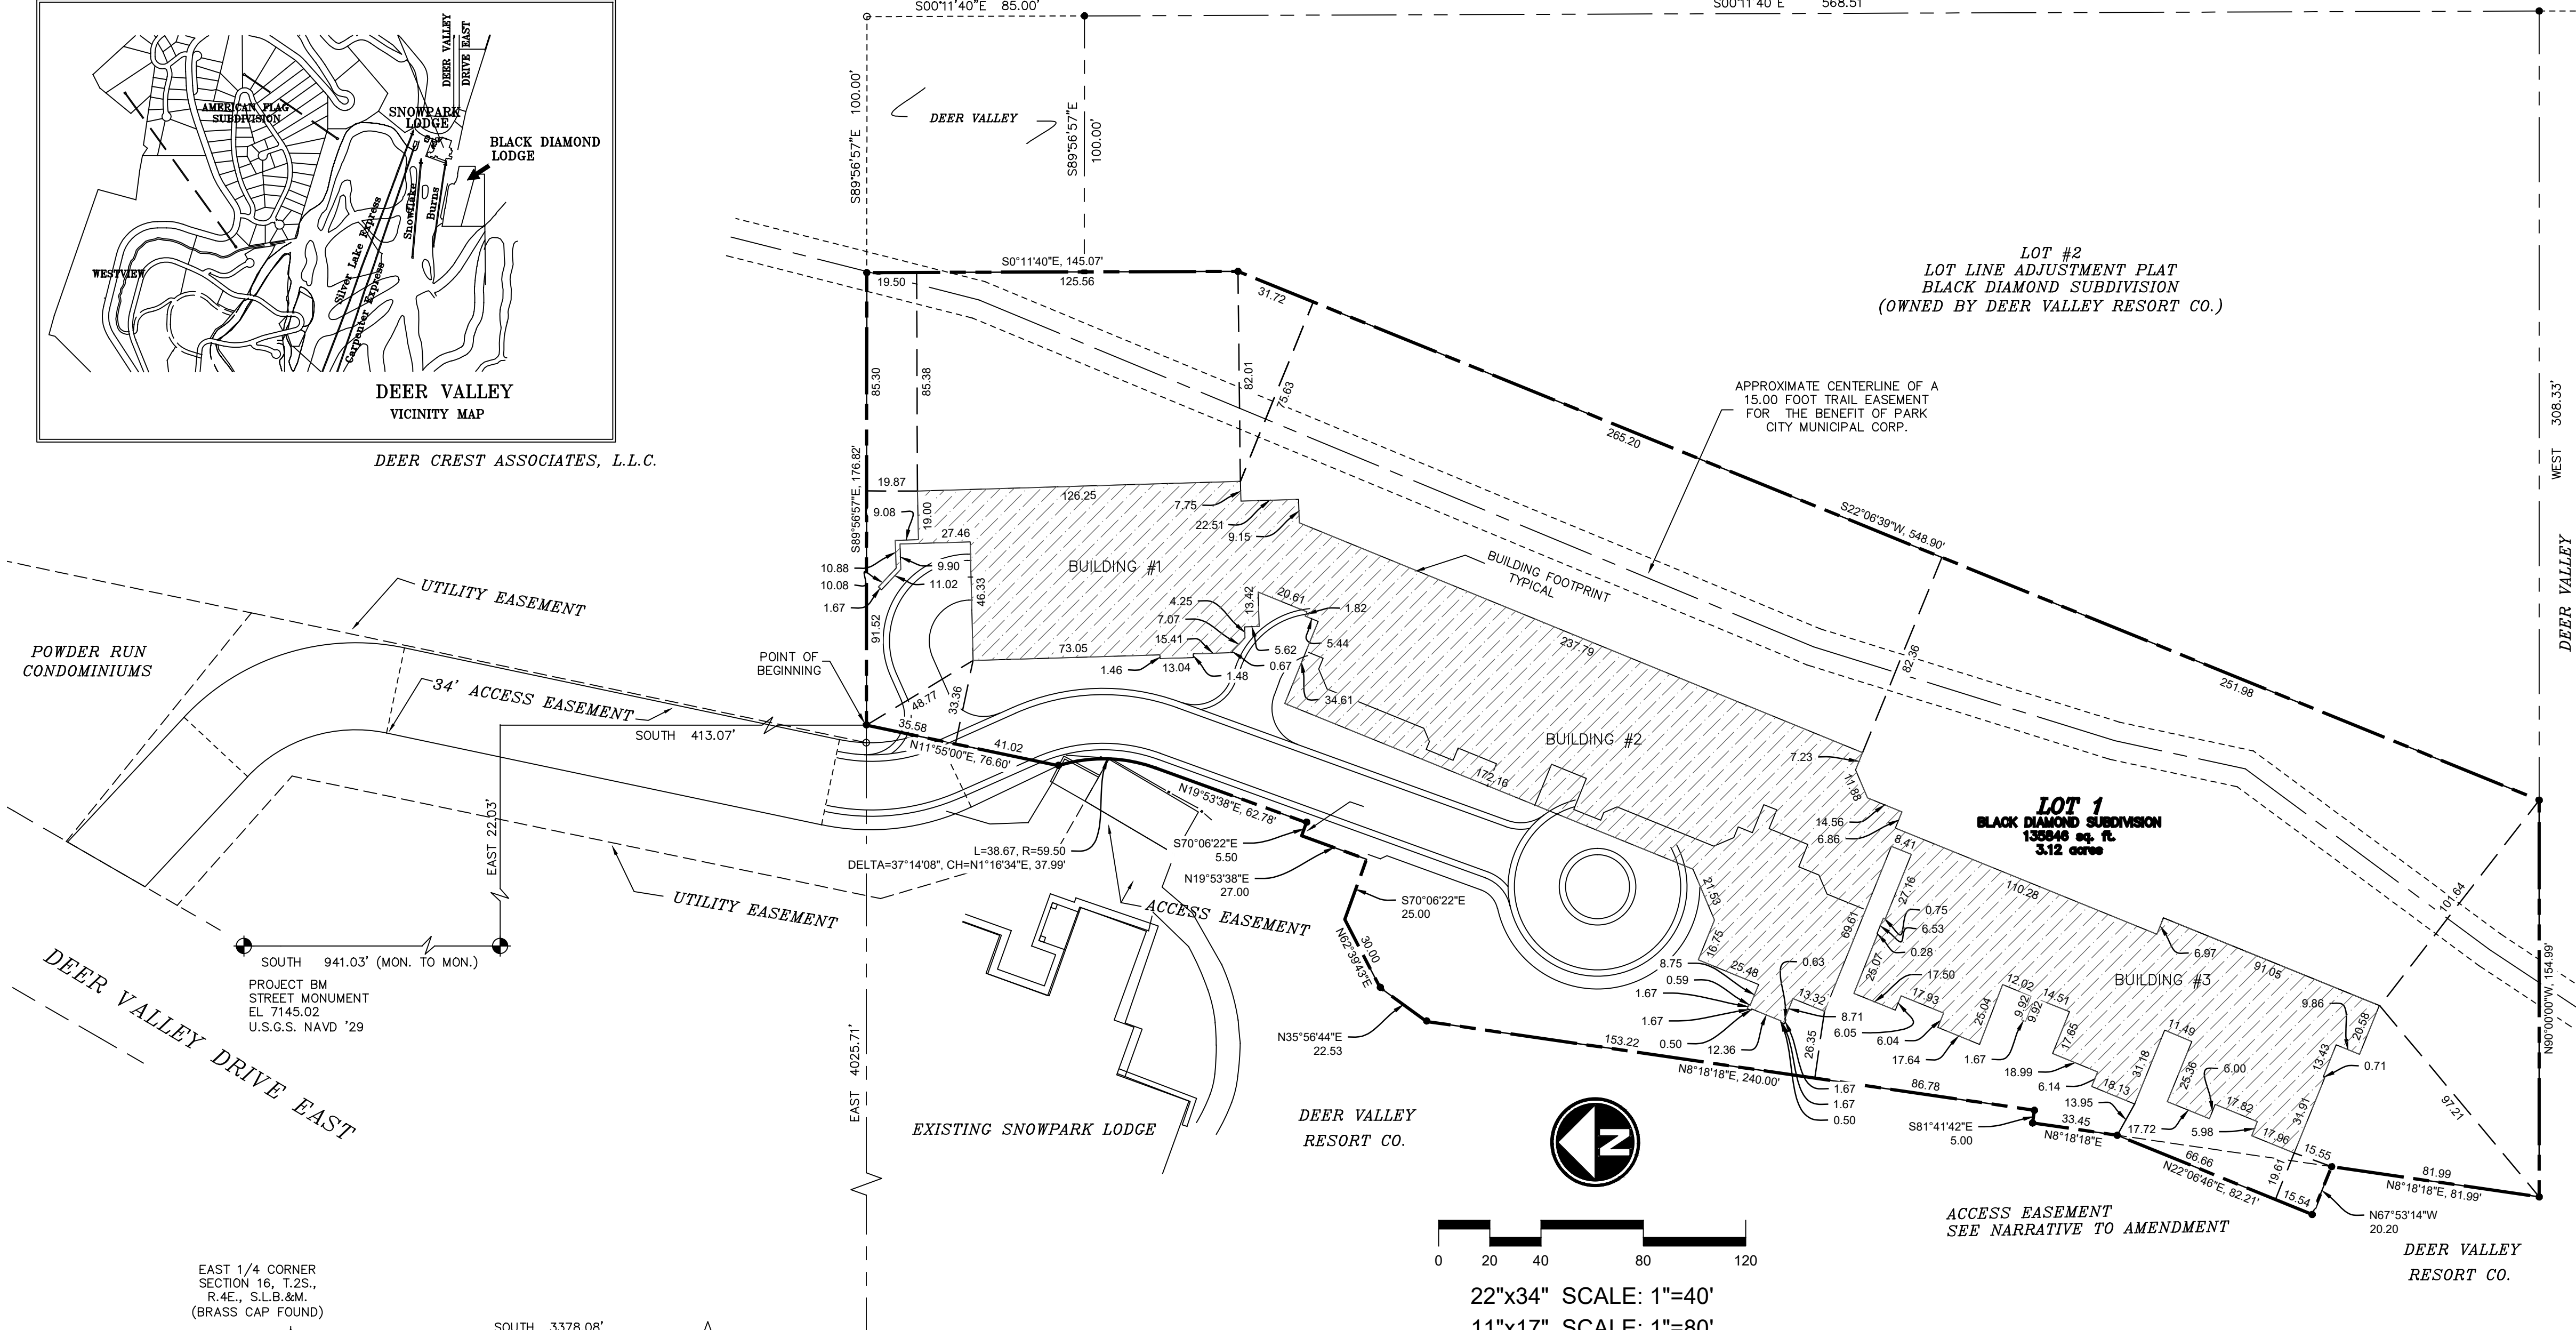 S00°11'40"E 85.00'
S00°11'40"E 568.51'
DEER VALLEY
DRIVE EAST
AMERICAN FLAG
SUBDIVISION
SNOWPARK
LODGE
BLACK DIAMOND
LODGE
Silver Lake Express
Carpenter Express
Snowflake
Burns
WESTVIEW
DEER VALLEY
VICINITY MAP
DEER CREST ASSOCIATES, L.L.C.
S89°56'57"E 100.00'
DEER VALLEY
S89°56'57"E
100.00'
LOT #2
LOT LINE ADJUSTMENT PLAT
BLACK DIAMOND SUBDIVISION
(OWNED BY DEER VALLEY RESORT CO.)
S0°11'40"E, 145.07'
19.50
125.56
31.72
85.30
85.38
82.01
75.63
265.20
APPROXIMATE CENTERLINE OF A
15.00 FOOT TRAIL EASEMENT
FOR THE BENEFIT OF PARK
CITY MUNICIPAL CORP.
WEST 308.33'
DEER VALLEY
S22°06'39"W, 548.90'
S89°56'57"E, 176.82'
19.87
126.25
9.08
19.00
27.46
7.75
22.51
9.15
BUILDING #1
10.88
10.08
1.67
9.90
11.02
46.33
91.52
BUILDING FOOTPRINT
TYPICAL
4.25
7.07
15.41
13.42
20.61
1.82
5.44
5.62
0.67
73.05
1.46
13.04
1.48
34.61
237.79
82.36
251.98
UTILITY EASEMENT
POWDER RUN
CONDOMINIUMS
34' ACCESS EASEMENT
POINT OF
BEGINNING
SOUTH 413.07'
48.77
33.36
35.58
41.02
N11°55'00"E, 76.60'
BUILDING #2
172.16
7.23
11.88
14.56
6.86
8.41
LOT 1
BLACK DIAMOND SUBDIVISION
135846 sq. ft.
3.12 acres
N19°53'38"E, 62.78'
S70°06'22"E
5.50
N19°53'38"E
27.00
L=38.67, R=59.50
DELTA=37°14'08", CH=N1°16'34"E, 37.99'
EAST 22.03'
S70°06'22"E
25.00
30.00
N62°39'43"E
UTILITY EASEMENT
ACCESS EASEMENT
21.53
16.75
25.48
8.75
0.59
1.67
1.67
0.50
12.36
0.63
13.32
8.71
69.61
27.16
0.75
6.53
0.28
25.07
17.50
17.93
6.05
6.04
17.64
110.28
6.97
91.05
BUILDING #3
12.02
9.92
9.92
14.51
25.04
1.67
17.65
18.99
6.14
18.13
11.49
31.18
25.36
6.00
9.86
20.58
13.43
0.71
101.64
N90°00'00"W, 154.99'
SOUTH 941.03' (MON. TO MON.)
PROJECT BM
STREET MONUMENT
EL 7145.02
U.S.G.S. NAVD '29
DEER VALLEY DRIVE EAST
EAST 4025.71'
N35°56'44"E
22.53
153.22
N8°18'18"E, 240.00'
26.35
86.78
1.67
1.67
0.50
EXISTING SNOWPARK LODGE
DEER VALLEY
RESORT CO.
N
S81°41'42"E
5.00
33.45
N8°18'18"E
13.95
17.72
5.98
17.82
17.96
31.91
97.21
15.55
19.61
66.66
N22°06'46"E, 82.21'
15.54
81.99
N8°18'18"E, 81.99'
N67°53'14"W
20.20
ACCESS EASEMENT
SEE NARRATIVE TO AMENDMENT
DEER VALLEY
RESORT CO.
0 20 40 80 120
22"x34" SCALE: 1"=40'
11"x17" SCALE: 1"=80'
EAST 1/4 CORNER
SECTION 16, T.2S.,
R.4E., S.L.B.&M.
(BRASS CAP FOUND)
SOUTH 3378.08'